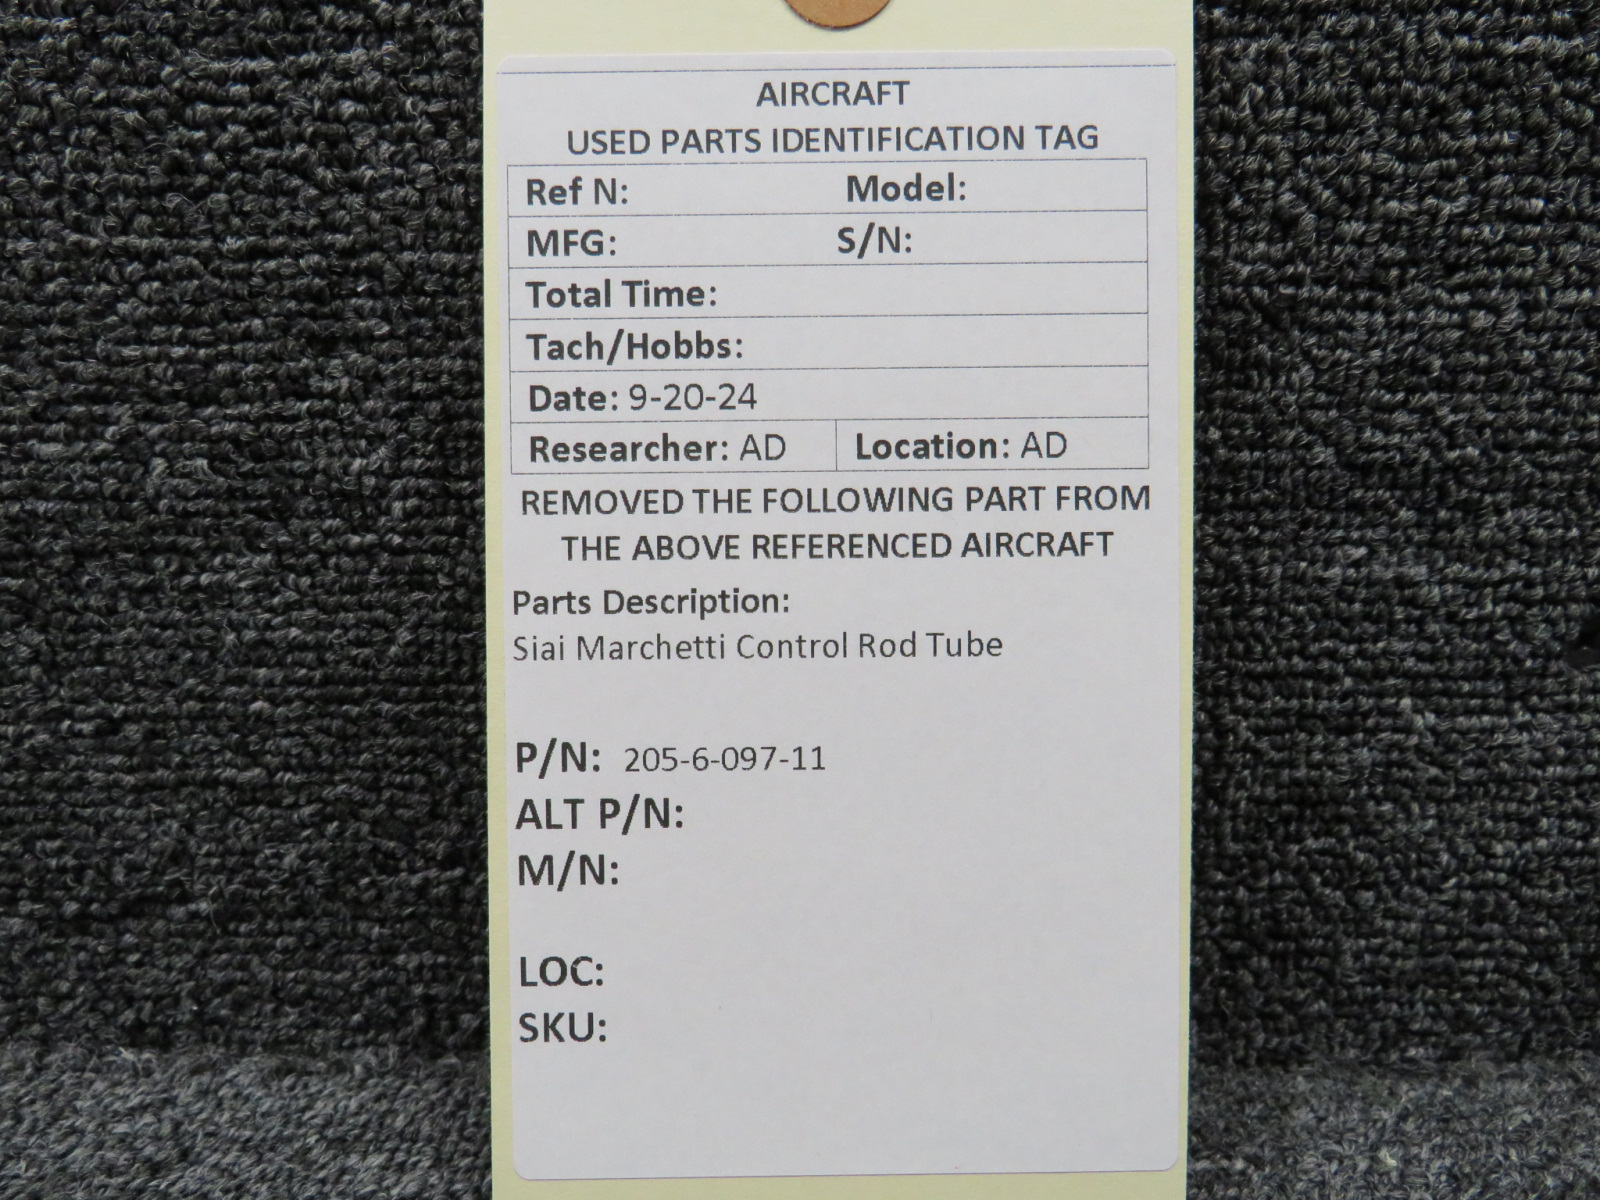 AIRCRAFT
USED PARTS IDENTIFICATION TAG
Ref N: Model:
MFG: S/N:
Total Time:
Tach/Hobbs:
Date: 9-20-24
Researcher: AD Location: AD
REMOVED THE FOLLOWING PART FROM
THE ABOVE REFERENCED AIRCRAFT
Parts Description:
Siai Marchetti Control Rod Tube
P/N: 205-6-097-11
ALT P/N:
M/N:
LOC:
SKU: